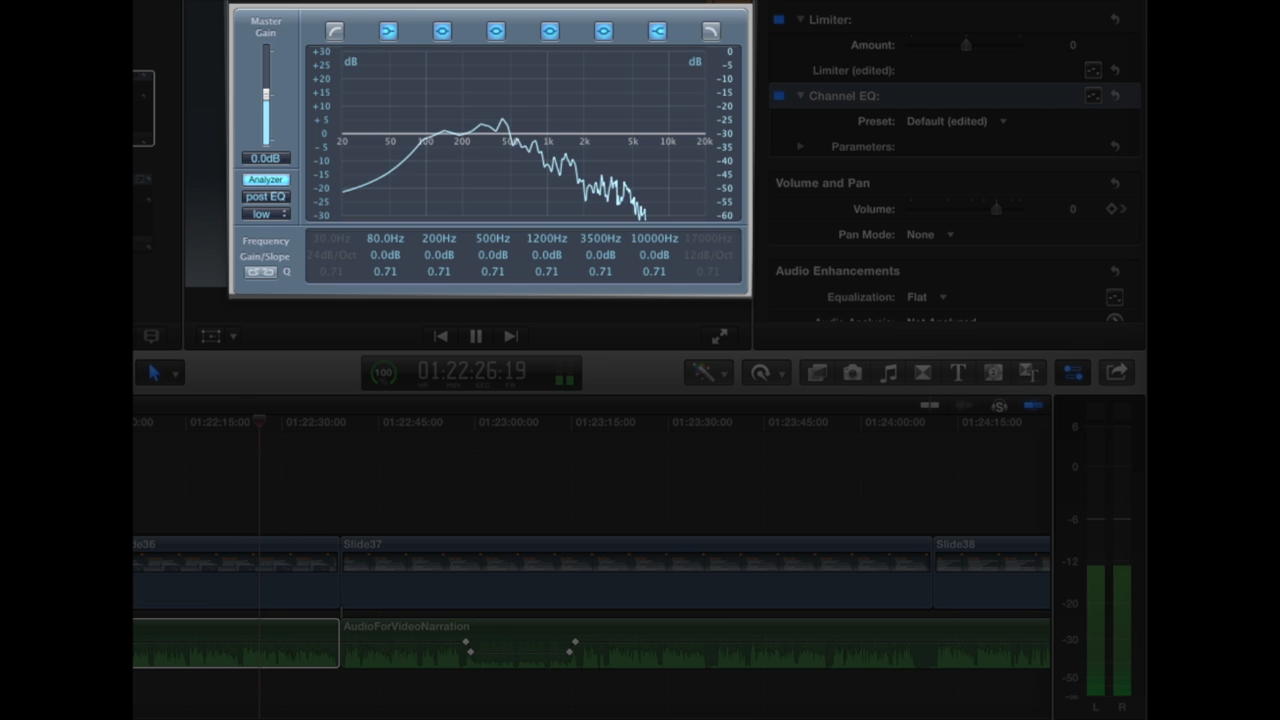 Master
Gain
+30
+25
+20
+15
+10
+ 5
0
- 5
-10
-15
-20
-25
-30
dB
dB
20
50
100
200
500
1k
2k
5k
10k
20k
0
-5
-10
-15
-20
-25
-30
-35
-40
-45
-50
-55
-60
0.0dB
Analyzer
post EQ
low
Frequency 30.0Hz 80.0Hz 200Hz 500Hz 1200Hz 3500Hz 10000Hz 17000Hz
Gain/Slope 24dB/Oct 0.0dB 0.0dB 0.0dB 0.0dB 0.0dB 0.0dB 12dB/Oct
Q 0.71 0.71 0.71 0.71 0.71 0.71 0.71 0.71
Limiter:
Amount: 0
Limiter (edited):
Channel EQ:
Preset: Default (edited)
Parameters:
Volume and Pan
Volume: 0
Pan Mode: None
Audio Enhancements
Equalization: Flat
100 01:22:26:19
HR MIN SEC FR
T
0:00 01:22:15:00 01:22:30:00 01:22:45:00 01:23:00:00 01:23:15:00 01:23:30:00 01:23:45:00 01:24:00:00 01:24:15:00
de36 Slide37 Slide38
AudioForVideoNarration
6
0
-6
-12
-20
-30
-50
-∞
L R